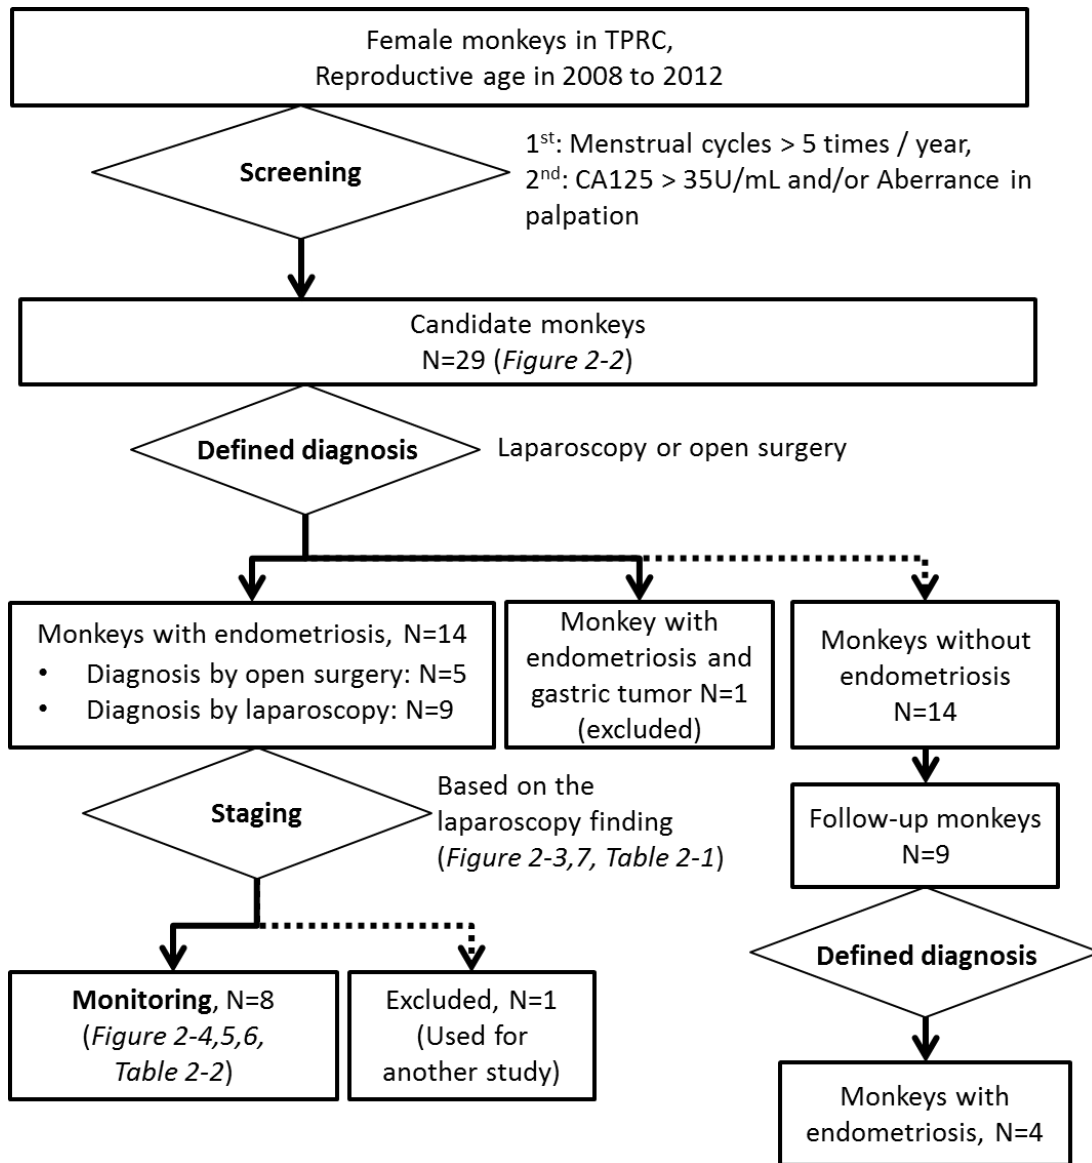 Female monkeys in TPRC,
Reproductive age in 2008 to 2012
Screening
1st: Menstrual cycles > 5 times / year,
2nd: CA125 > 35U/mL and/or Aberrance in
palpation
Candidate monkeys
N=29 (Figure 2-2)
Defined diagnosis
Laparoscopy or open surgery
Monkeys with endometriosis, N=14
• Diagnosis by open surgery: N=5
• Diagnosis by laparoscopy: N=9
Monkey with
endometriosis and
gastric tumor N=1
(excluded)
Monkeys without
endometriosis
N=14
Staging
Based on the
laparoscopy finding
(Figure 2-3,7, Table 2-1)
Follow-up monkeys
N=9
Defined diagnosis
Monitoring, N=8
(Figure 2-4,5,6,
Table 2-2)
Excluded, N=1
(Used for
another study)
Monkeys with
endometriosis, N=4